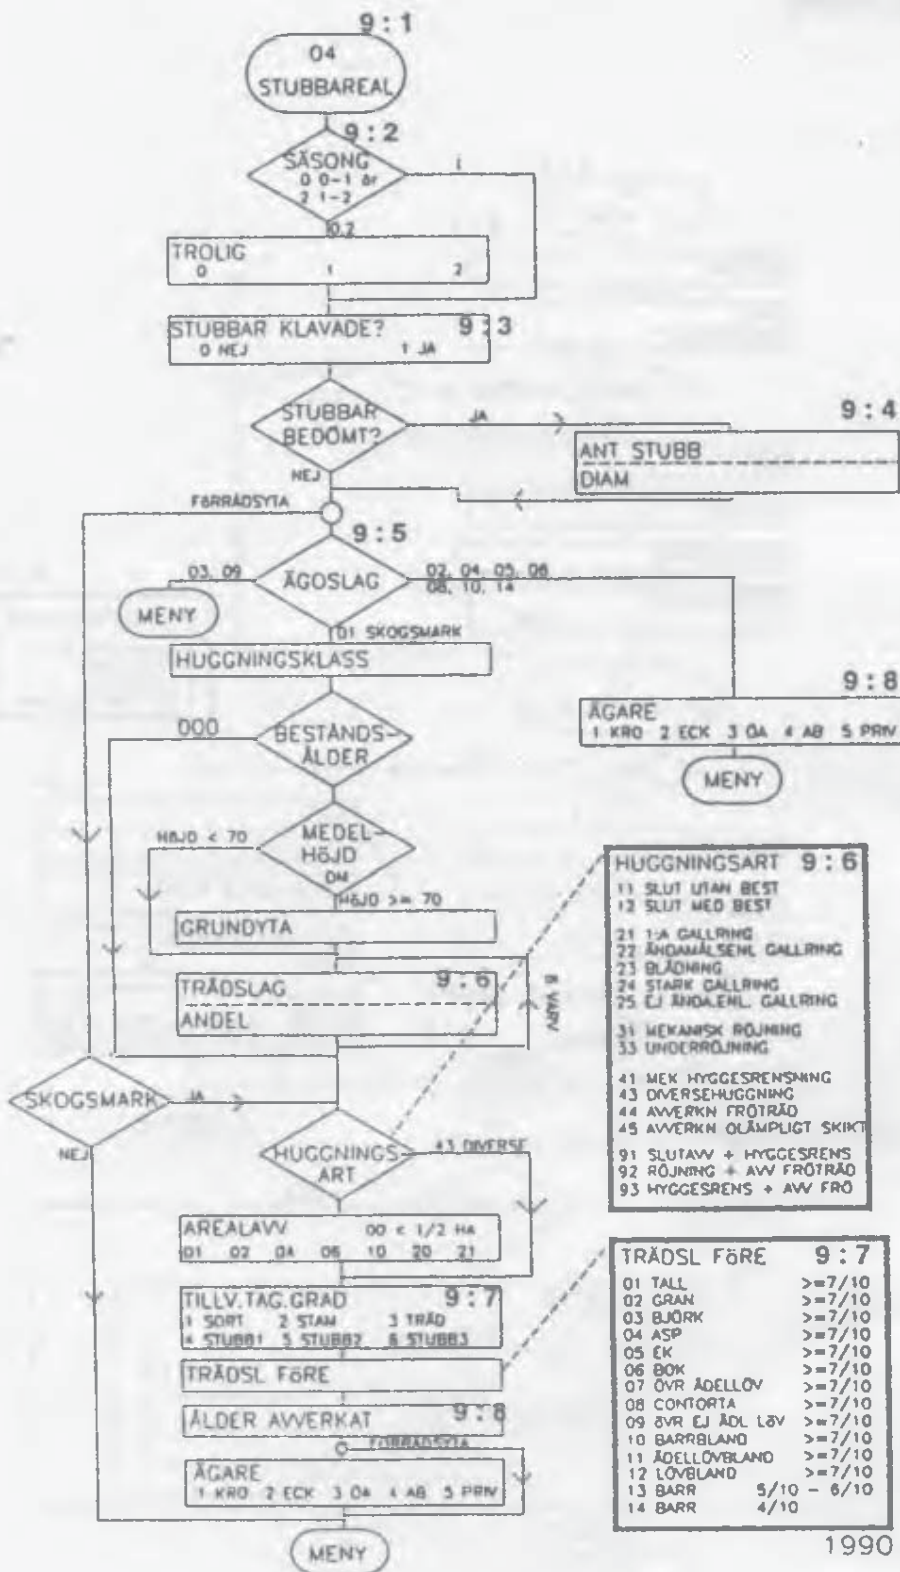 9:1
04
STUBBAREAL
9:2
SÄSONG
0 0-1 år
2 1-2
1
0,2
TROLIG
0 1 2
STUBBAR KLAVADE? 9:3
0 NEJ 1 JA
STUBBAR
BEDÖMT?
JA
NEJ
9:4
ANT STUBB
DIAM
FÖRRÅDSYTA
9:5
ÄGOSLAG
03, 09
MENY
02, 04, 05, 06
08, 10, 14
01 SKOGSMARK
HUGGNINGSKLASS
9:8
ÄGARE
1 KRO 2 ECK 3 ÖA 4 AB 5 PRIV
MENY
000
BESTÅNDS-
ÅLDER
MEDEL-
HÖJD
DM
HÖJD < 70
HÖJD >= 70
GRUNDYTA
TRÄDSLAG 9:6
ANDEL
VARV
SKOGSMARK
JA
NEJ
HUGGNINGS
ART
43 DIVERSE
AREALAVV 00 < 1/2 HA
01 02 04 06 10 20 21
TILLV.TAG.GRAD 9:7
1 SORT 2 STAM 3 TRÄD
4 STUBB1 5 STUBB2 6 STUBB3
TRÄDSL FÖRE
ÅLDER AVVERKAT 9:8
FÖRRÅDSYTA
ÄGARE
1 KRO 2 ECK 3 ÖA 4 AB 5 PRIV
MENY
HUGGNINGSART 9:6
11 SLUT UTAN BEST
12 SLUT MED BEST
21 1:A GALLRING
22 ÄNDAMÅLSENL GALLRING
23 BLÄDNING
24 STARK GALLRING
25 EJ ÄNDA.ENL. GALLRING
31 MEKANISK RÖJNING
33 UNDERRÖJNING
41 MEK HYGGESRENSNING
43 DIVERSEHUGGNING
44 AVVERKN FRÖTRÄD
45 AVVERKN OLÄMPLIGT SKIKT
91 SLUTAVV + HYGGESRENS
92 RÖJNING + AVV FRÖTRÄD
93 HYGGESRENS + AVV FRÖ
TRÄDSL FÖRE 9:7
01 TALL >=7/10
02 GRAN >=7/10
03 BJÖRK >=7/10
04 ASP >=7/10
05 EK >=7/10
06 BOK >=7/10
07 ÖVR ÄDELLÖV >=7/10
08 CONTORTA >=7/10
09 ÖVR EJ ÄDL LÖV >=7/10
10 BARRBLAND >=7/10
11 ÄDELLÖVBLAND >=7/10
12 LÖVBLAND >=7/10
13 BARR 5/10 - 6/10
14 BARR 4/10
1990